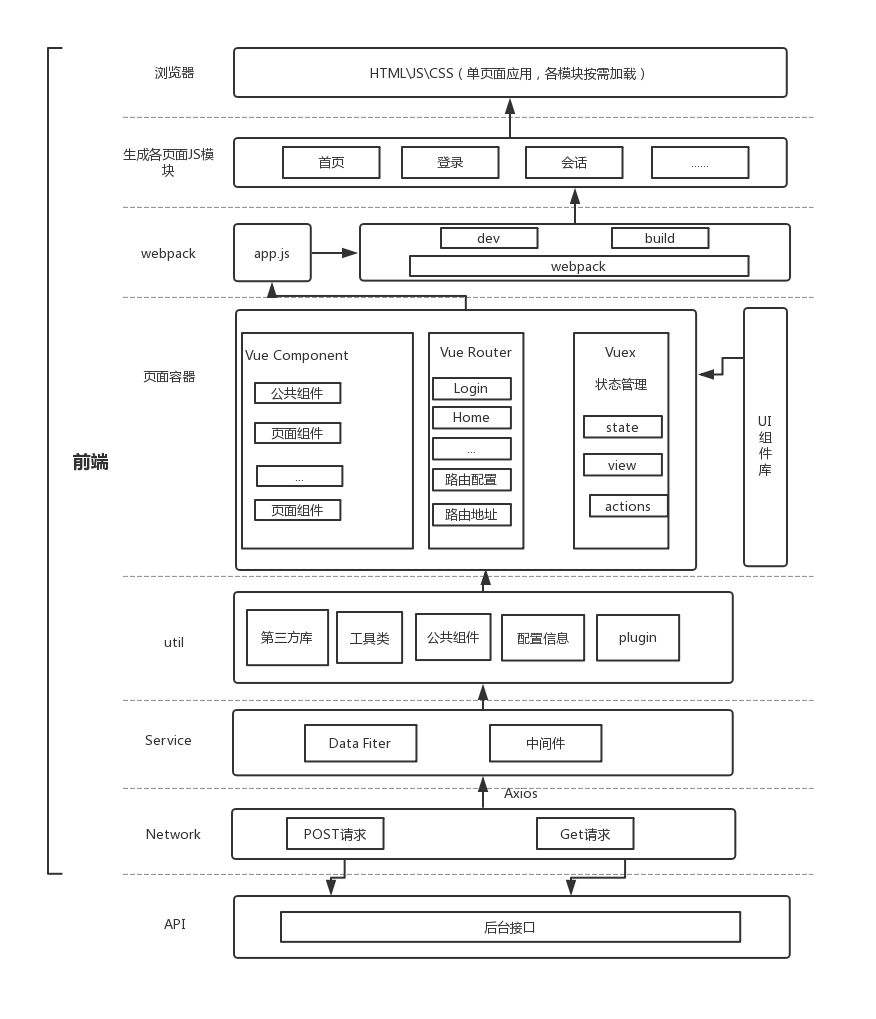 浏览器
HTML\JS\CSS（单页面应用，各模块按需加载）
生成各页面JS模
块
首页
登录
会话
......
webpack
app.js
dev
build
webpack
页面容器
Vue Component
公共组件
页面组件
...
页面组件
Vue Router
Login
Home
...
路由配置
路由地址
Vuex
状态管理
state
view
actions
UI
组
件
库
前端
util
第三方库
工具类
公共组件
配置信息
plugin
Service
Data Fiter
中间件
Axios
Network
POST请求
Get请求
API
后台接口